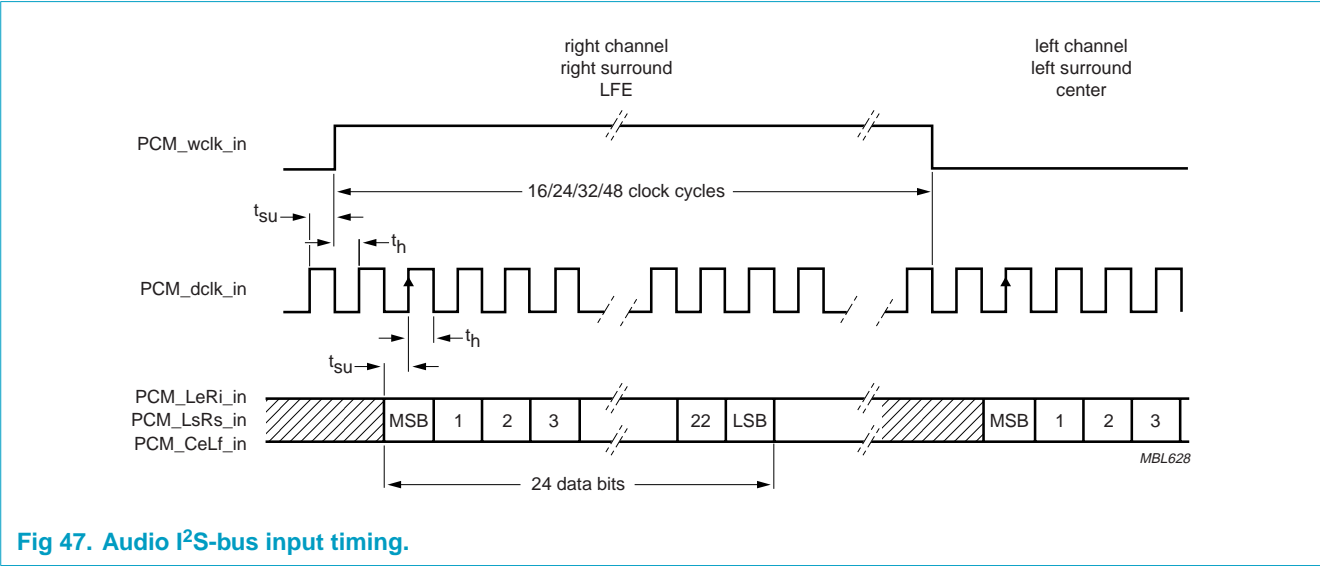 right channel
right surround
LFE
left channel
left surround
center
PCM_wclk_in
16/24/32/48 clock cycles
tsu
th
PCM_dclk_in
th
tsu
PCM_LeRi_in
PCM_LsRs_in
PCM_CeLf_in
MSB 1 2 3 22 LSB MSB 1 2 3
MBL628
24 data bits
Fig 47. Audio I²S-bus input timing.